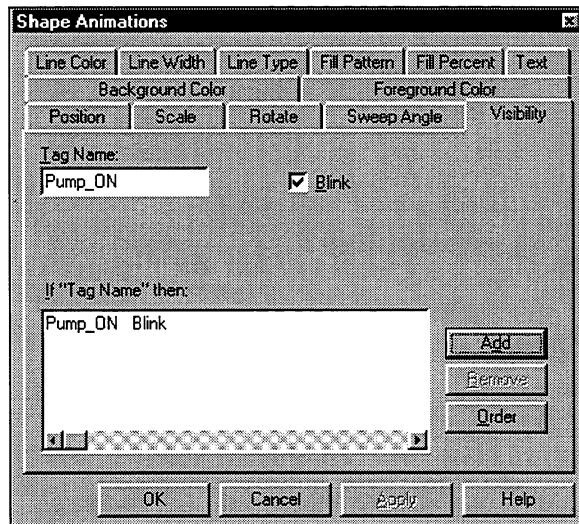 Shape Animations
Line Color Line Width Line Type Fill Pattern Fill Percent Text
Background Color Foreground Color
Position Scale Rotate Sweep Angle Visibility
Tag Name:
Pump_ON Blink
If "Tag Name" then:
Pump_ON Blink
Add
Remove
Order
OK Cancel Apply Help